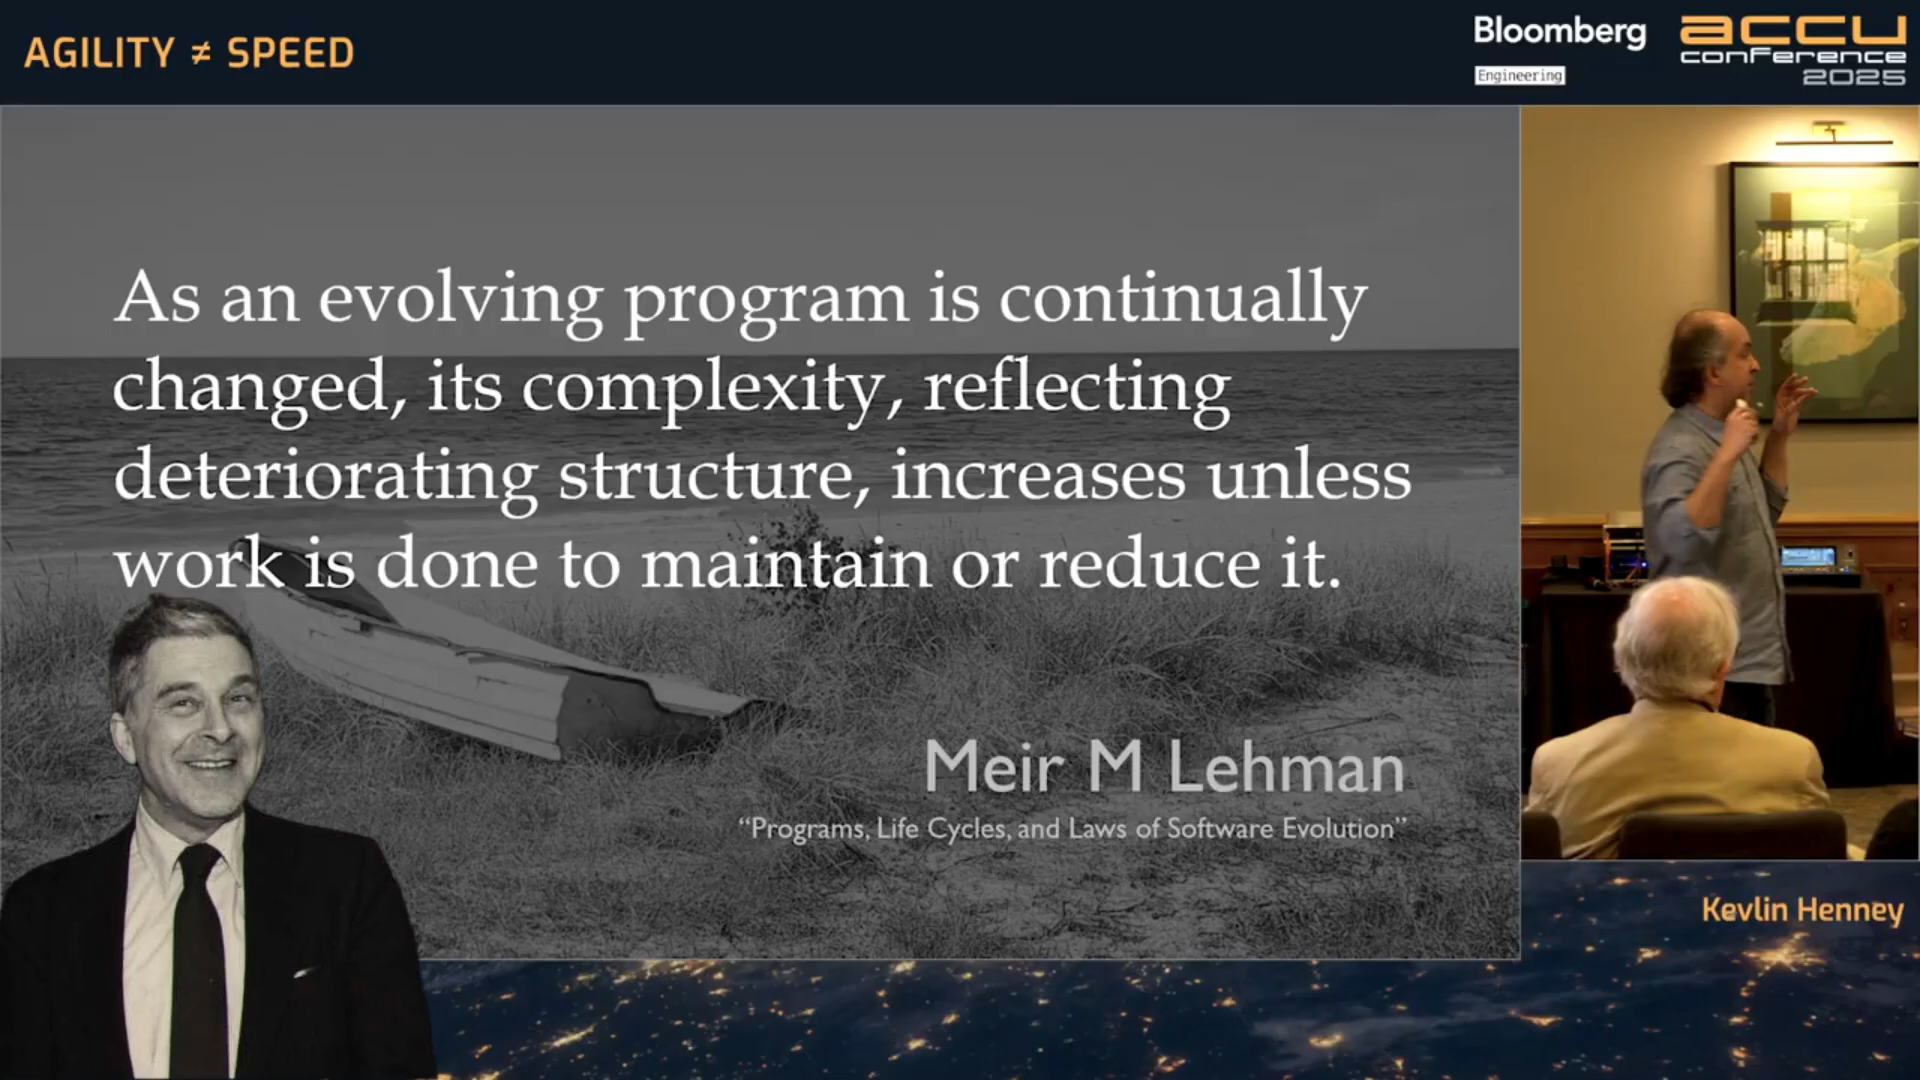 AGILITY ≠ SPEED
Bloomberg
Engineering
accu
conference
2025
As an evolving program is continually
changed, its complexity, reflecting
deteriorating structure, increases unless
work is done to maintain or reduce it.
Meir M Lehman
“Programs, Life Cycles, and Laws of Software Evolution”
Kevlin Henney